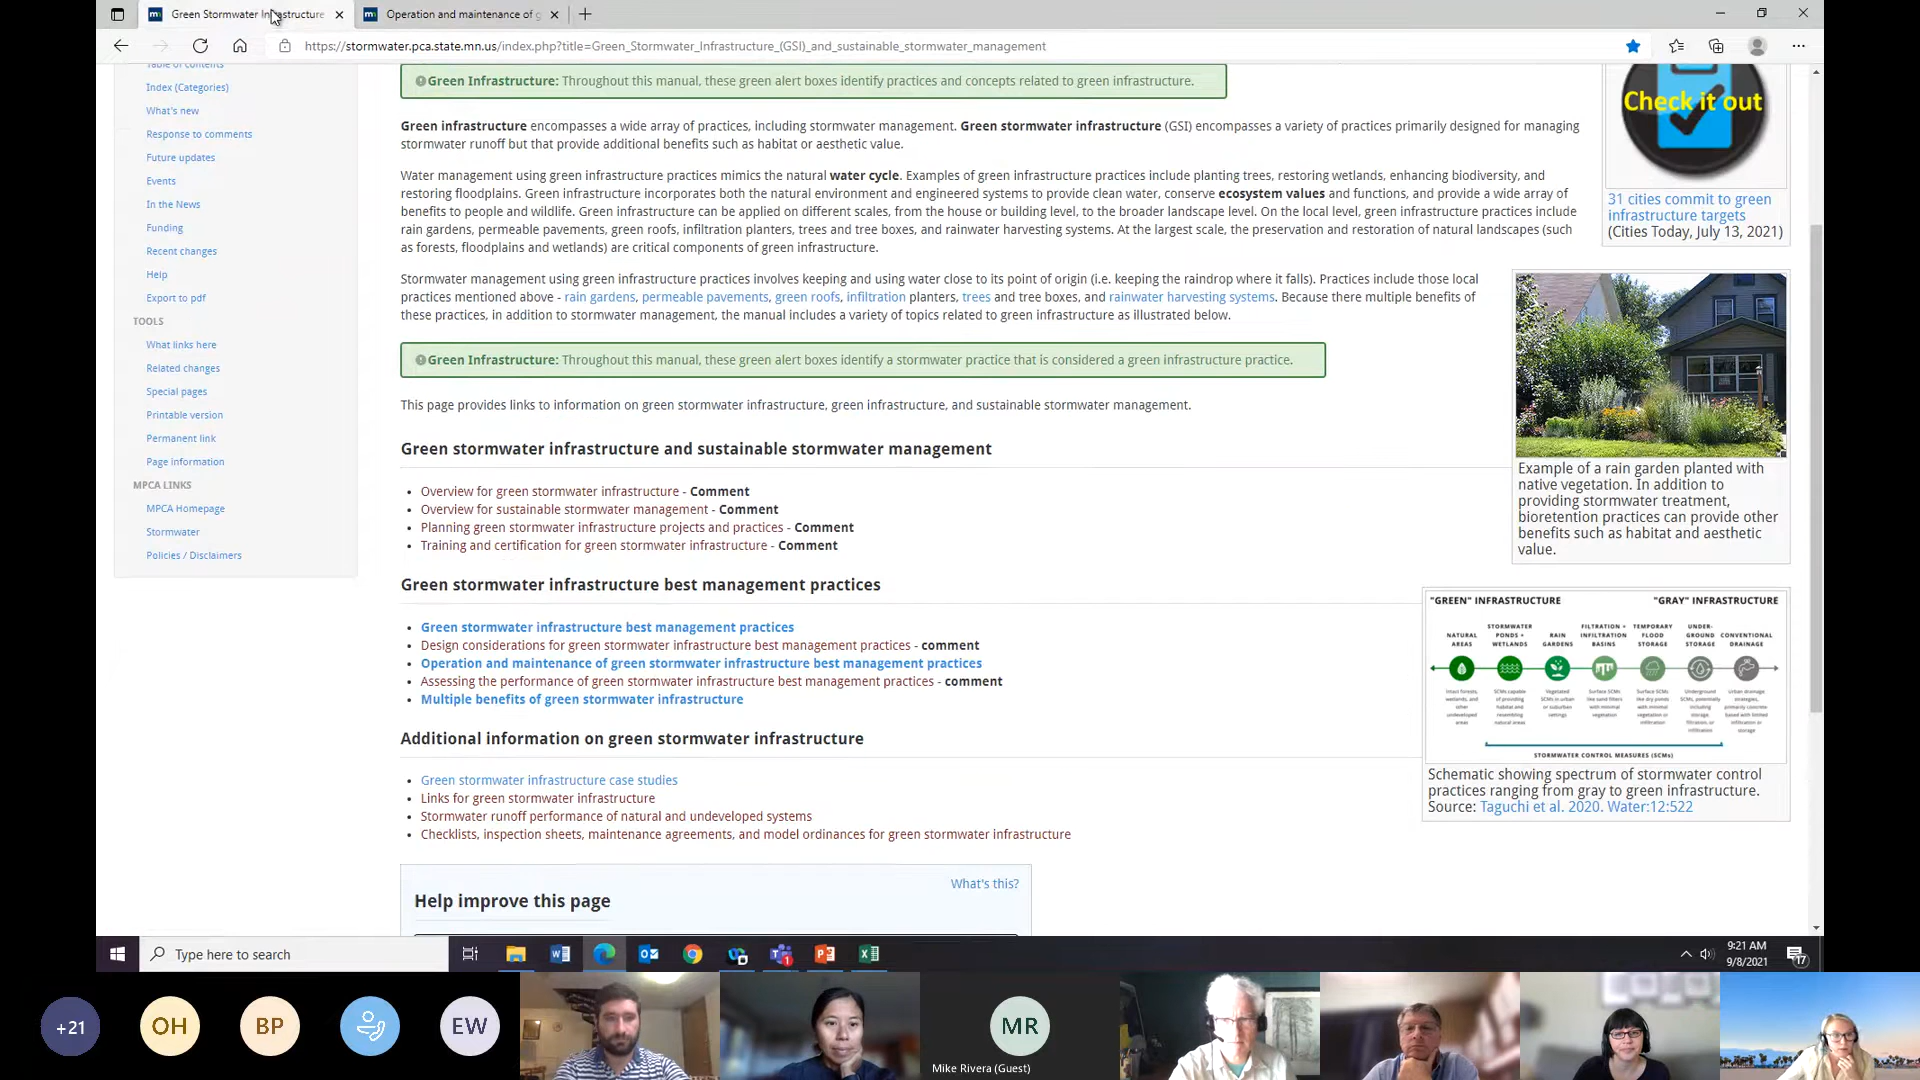 Green Stormwater Infrastructure
Operation and maintenance of g
https://stormwater.pca.state.mn.us/index.php?title=Green_Stormwater_Infrastructure_(GSI)_and_sustainable_stormwater_management
Table of contents
Index (Categories)
What's new
Response to comments
Future updates
Events
In the News
Funding
Recent changes
Help
Export to pdf
TOOLS
What links here
Related changes
Special pages
Printable version
Permanent link
Page information
MPCA LINKS
MPCA Homepage
Stormwater
Policies / Disclaimers
Green Infrastructure: Throughout this manual, these green alert boxes identify practices and concepts related to green infrastructure.
Green infrastructure encompasses a wide array of practices, including stormwater management. Green stormwater infrastructure (GSI) encompasses a variety of practices primarily designed for managing
stormwater runoff but that provide additional benefits such as habitat or aesthetic value.
Water management using green infrastructure practices mimics the natural water cycle. Examples of green infrastructure practices include planting trees, restoring wetlands, enhancing biodiversity, and
restoring floodplains. Green infrastructure incorporates both the natural environment and engineered systems to provide clean water, conserve ecosystem values and functions, and provide a wide array of
benefits to people and wildlife. Green infrastructure can be applied on different scales, from the house or building level, to the broader landscape level. On the local level, green infrastructure practices include
rain gardens, permeable pavements, green roofs, infiltration planters, trees and tree boxes, and rainwater harvesting systems. At the largest scale, the preservation and restoration of natural landscapes (such
as forests, floodplains and wetlands) are critical components of green infrastructure.
Stormwater management using green infrastructure practices involves keeping and using water close to its point of origin (i.e. keeping the raindrop where it falls). Practices include those local
practices mentioned above - rain gardens, permeable pavements, green roofs, infiltration planters, trees and tree boxes, and rainwater harvesting systems. Because there multiple benefits of
these practices, in addition to stormwater management, the manual includes a variety of topics related to green infrastructure as illustrated below.
Green Infrastructure: Throughout this manual, these green alert boxes identify a stormwater practice that is considered a green infrastructure practice.
This page provides links to information on green stormwater infrastructure, green infrastructure, and sustainable stormwater management.
Green stormwater infrastructure and sustainable stormwater management
• Overview for green stormwater infrastructure - Comment
• Overview for sustainable stormwater management - Comment
• Planning green stormwater infrastructure projects and practices - Comment
• Training and certification for green stormwater infrastructure - Comment
Green stormwater infrastructure best management practices
• Green stormwater infrastructure best management practices
• Design considerations for green stormwater infrastructure best management practices - comment
• Operation and maintenance of green stormwater infrastructure best management practices
• Assessing the performance of green stormwater infrastructure best management practices - comment
• Multiple benefits of green stormwater infrastructure
Additional information on green stormwater infrastructure
• Green stormwater infrastructure case studies
• Links for green stormwater infrastructure
• Stormwater runoff performance of natural and undeveloped systems
• Checklists, inspection sheets, maintenance agreements, and model ordinances for green stormwater infrastructure
What's this?
Help improve this page
Check it out
31 cities commit to green
infrastructure targets
(Cities Today, July 13, 2021)
Example of a rain garden planted with
native vegetation. In addition to
providing stormwater treatment,
bioretention practices can provide other
benefits such as habitat and aesthetic
value.
"GREEN" INFRASTRUCTURE
"GRAY" INFRASTRUCTURE
NATURAL AREAS
STORMWATER PONDS + WETLANDS
RAIN GARDENS
FILTRATION + INFILTRATION BASINS
TEMPORARY FLOOD STORAGE
UNDER-GROUND STORAGE
CONVENTIONAL DRAINAGE
STORMWATER CONTROL MEASURES (SCMs)
Schematic showing spectrum of stormwater control
practices ranging from gray to green infrastructure.
Source: Taguchi et al. 2020. Water:12:522
Type here to search
9:21 AM
9/8/2021
17
+21
OH
BP
EW
MR
Mike Rivera (Guest)